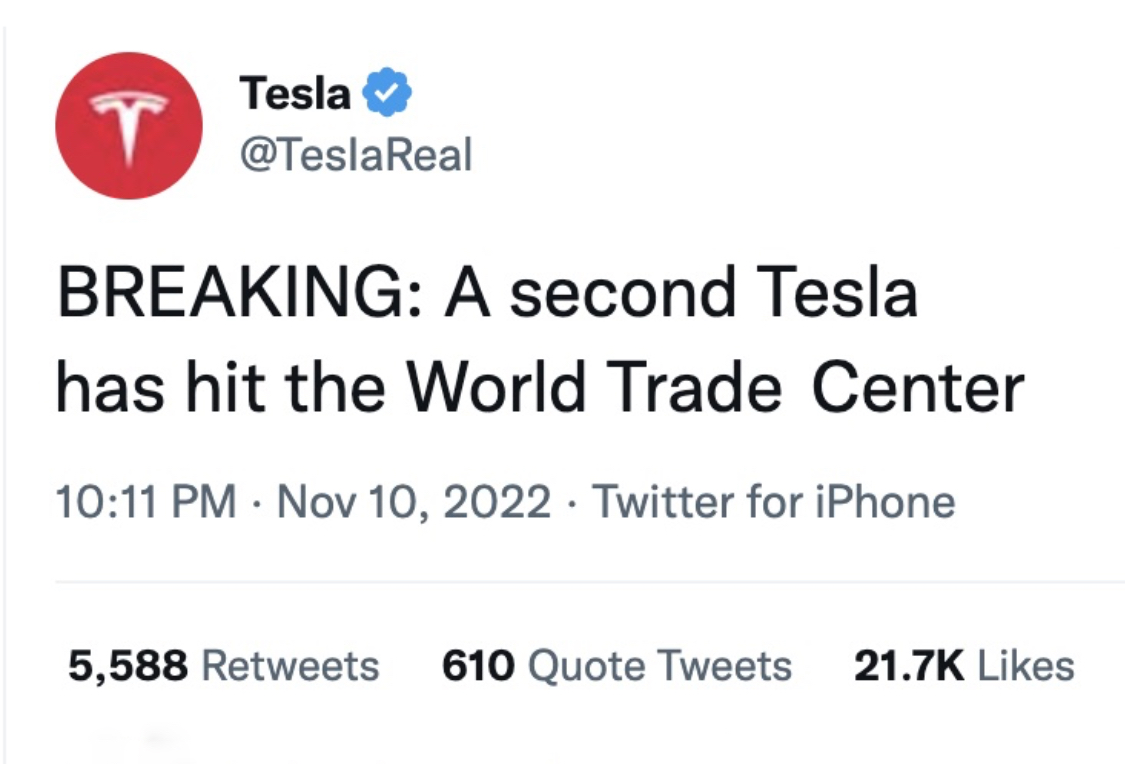 Tesla
@TeslaReal
BREAKING: A second Tesla
has hit the World Trade Center
10:11 PM · Nov 10, 2022 · Twitter for iPhone
5,588 Retweets 610 Quote Tweets 21.7K Likes